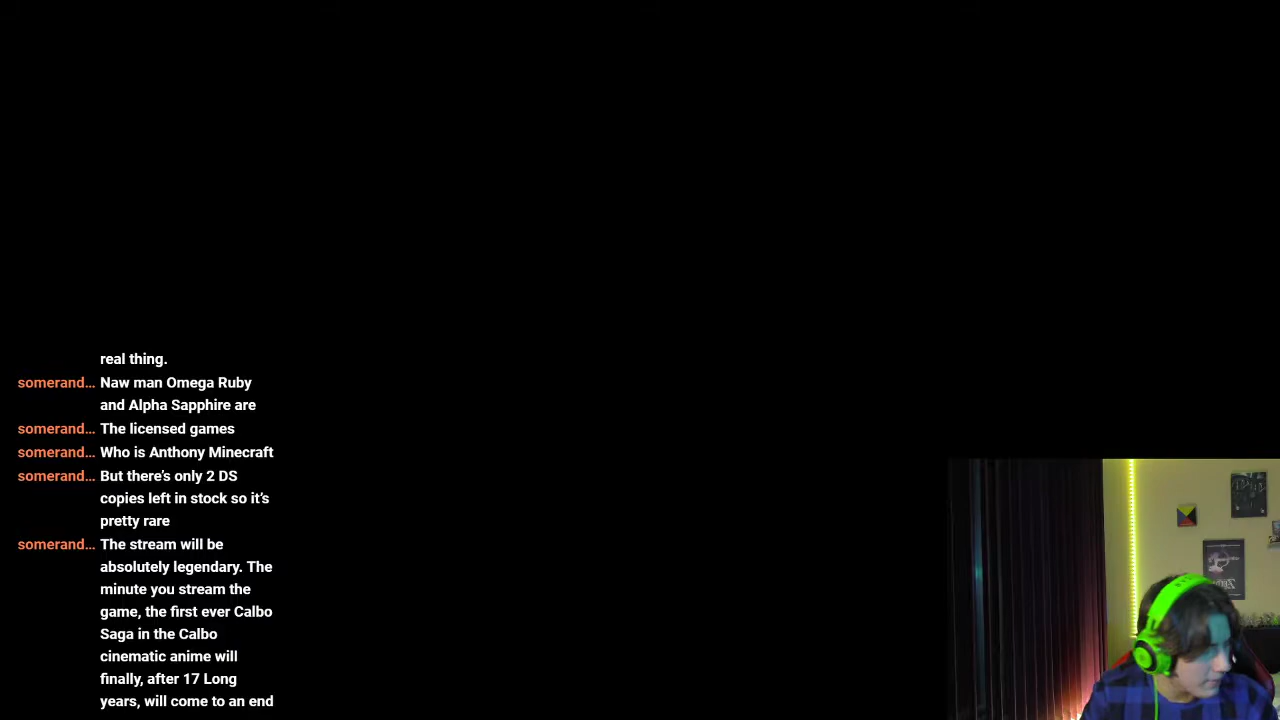 real thing.
somerand... Naw man Omega Ruby
and Alpha Sapphire are
somerand... The licensed games
somerand... Who is Anthony Minecraft
somerand... But there's only 2 DS
copies left in stock so it's
pretty rare
somerand... The stream will be
absolutely legendary. The
minute you stream the
game, the first ever Calbo
Saga in the Calbo
cinematic anime will
finally, after 17 Long
years, will come to an end